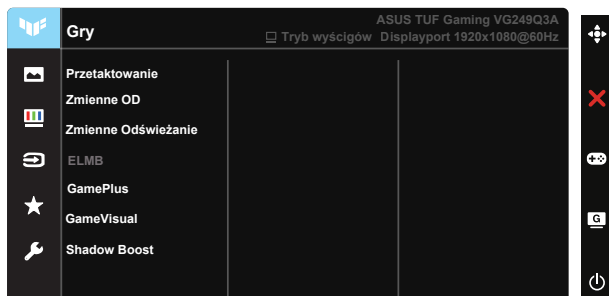 Gry
ASUS TUF Gaming VG249Q3A
Tryb wyścigów Displayport 1920x1080@60Hz
Przetaktowanie
Zmienne OD
Zmienne Odświeżanie
ELMB
GamePlus
GameVisual
Shadow Boost
G